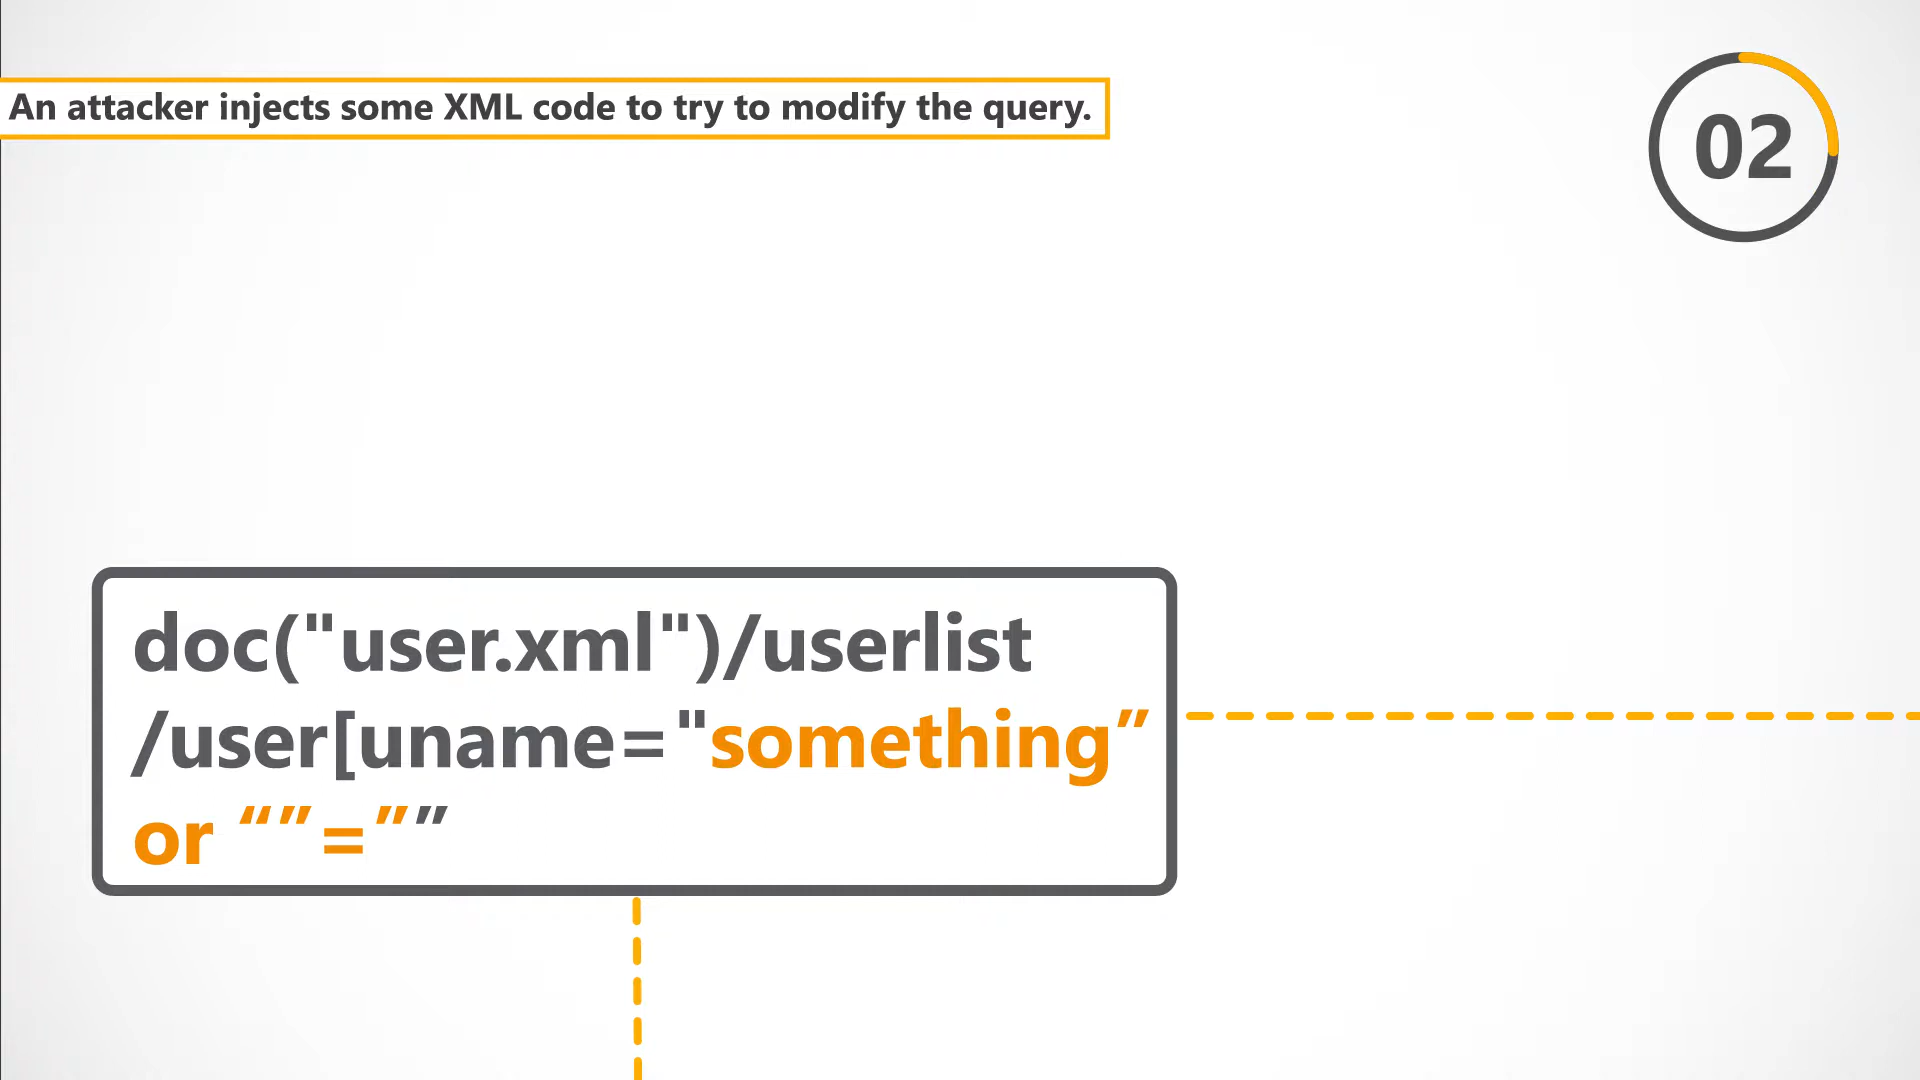 An attacker injects some XML code to try to modify the query.
02
doc("user.xml")/userlist
/user[uname="something”
or “”=””